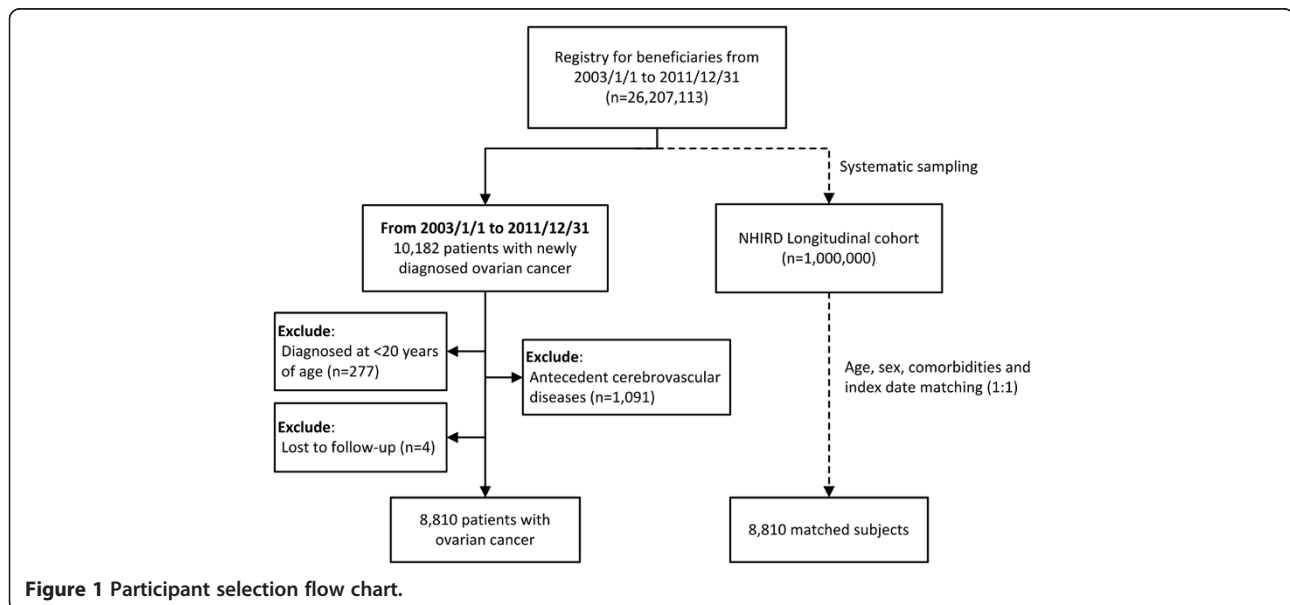 Registry for beneficiaries from
2003/1/1 to 2011/12/31
(n=26,207,113)
Systematic sampling
From 2003/1/1 to 2011/12/31
10,182 patients with newly
diagnosed ovarian cancer
NHIRD Longitudinal cohort
(n=1,000,000)
Exclude:
Diagnosed at <20 years
of age (n=277)
Exclude:
Antecedent cerebrovascular
diseases (n=1,091)
Age, sex, comorbidities and
index date matching (1:1)
Exclude:
Lost to follow-up (n=4)
8,810 patients with
ovarian cancer
8,810 matched subjects
Figure 1 Participant selection flow chart.